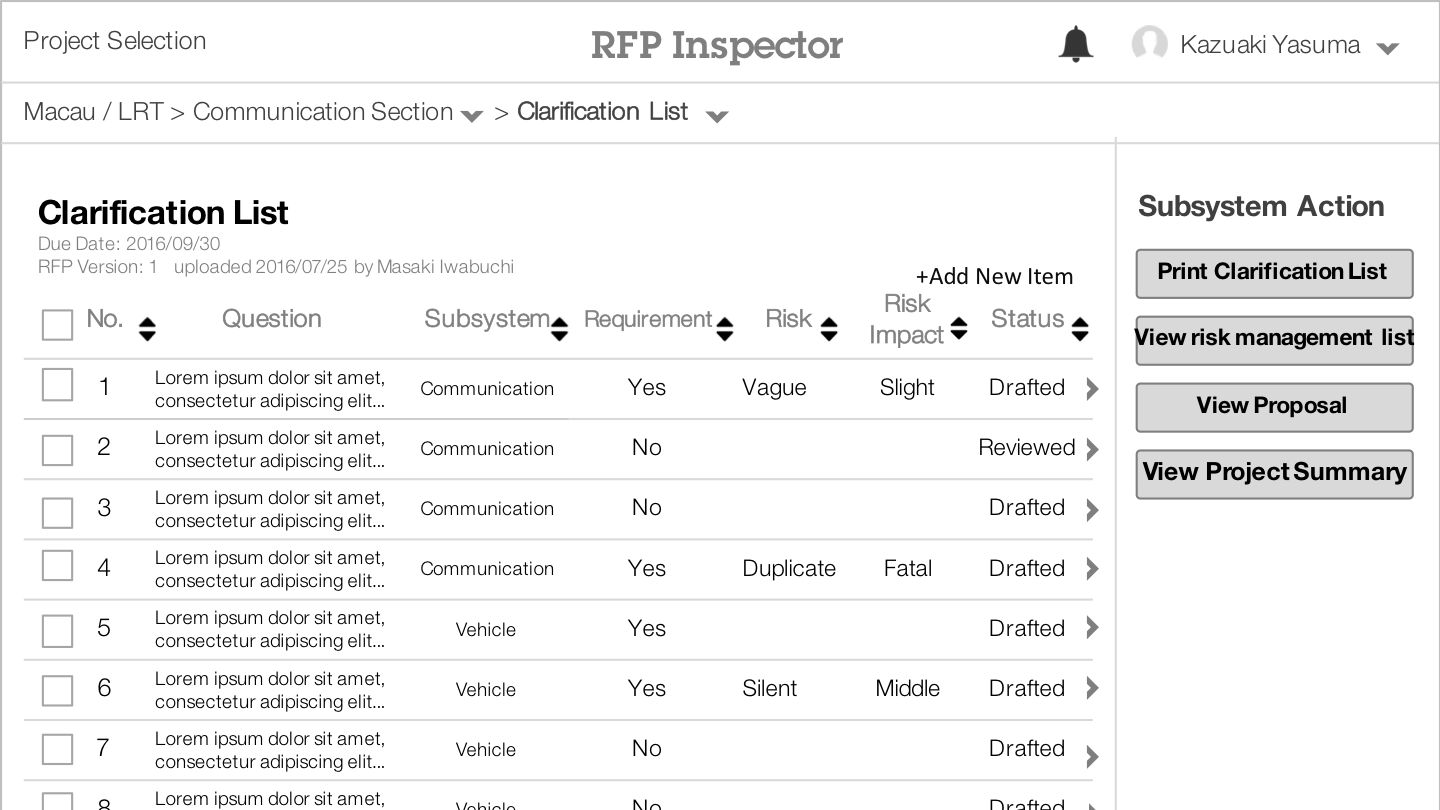 Project Selection RFP Inspector Kazuaki Yasuma
Macau / LRT > Communication Section > Clarification List
Clarification List
Due Date: 2016/09/30
RFP Version: 1 uploaded 2016/07/25 by Masaki Iwabuchi
+Add New Item
No. Question Subsystem Requirement Risk Risk Impact Status
1 Lorem ipsum dolor sit amet, consectetur adipiscing elit... Communication Yes Vague Slight Drafted
2 Lorem ipsum dolor sit amet, consectetur adipiscing elit... Communication No Reviewed
3 Lorem ipsum dolor sit amet, consectetur adipiscing elit... Communication No Drafted
4 Lorem ipsum dolor sit amet, consectetur adipiscing elit... Communication Yes Duplicate Fatal Drafted
5 Lorem ipsum dolor sit amet, consectetur adipiscing elit... Vehicle Yes Drafted
6 Lorem ipsum dolor sit amet, consectetur adipiscing elit... Vehicle Yes Silent Middle Drafted
7 Lorem ipsum dolor sit amet, consectetur adipiscing elit... Vehicle No Drafted
8 Lorem ipsum dolor sit amet, Vehicle No Drafted
Subsystem Action
Print Clarification List
View risk management list
View Proposal
View Project Summary